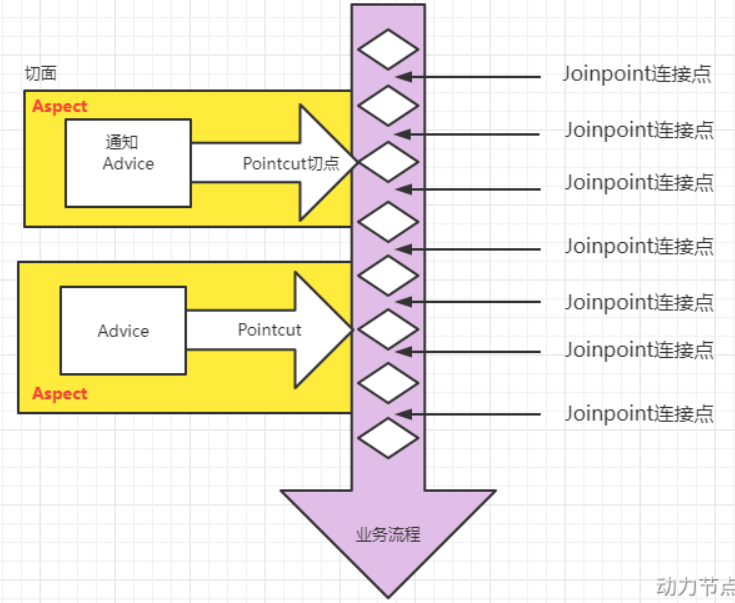 切面
Aspect
通知
Advice
Pointcut切点
Advice
Pointcut
Aspect
Joinpoint连接点
Joinpoint连接点
Joinpoint连接点
Joinpoint连接点
Joinpoint连接点
Joinpoint连接点
Joinpoint连接点
业务流程
动力节点